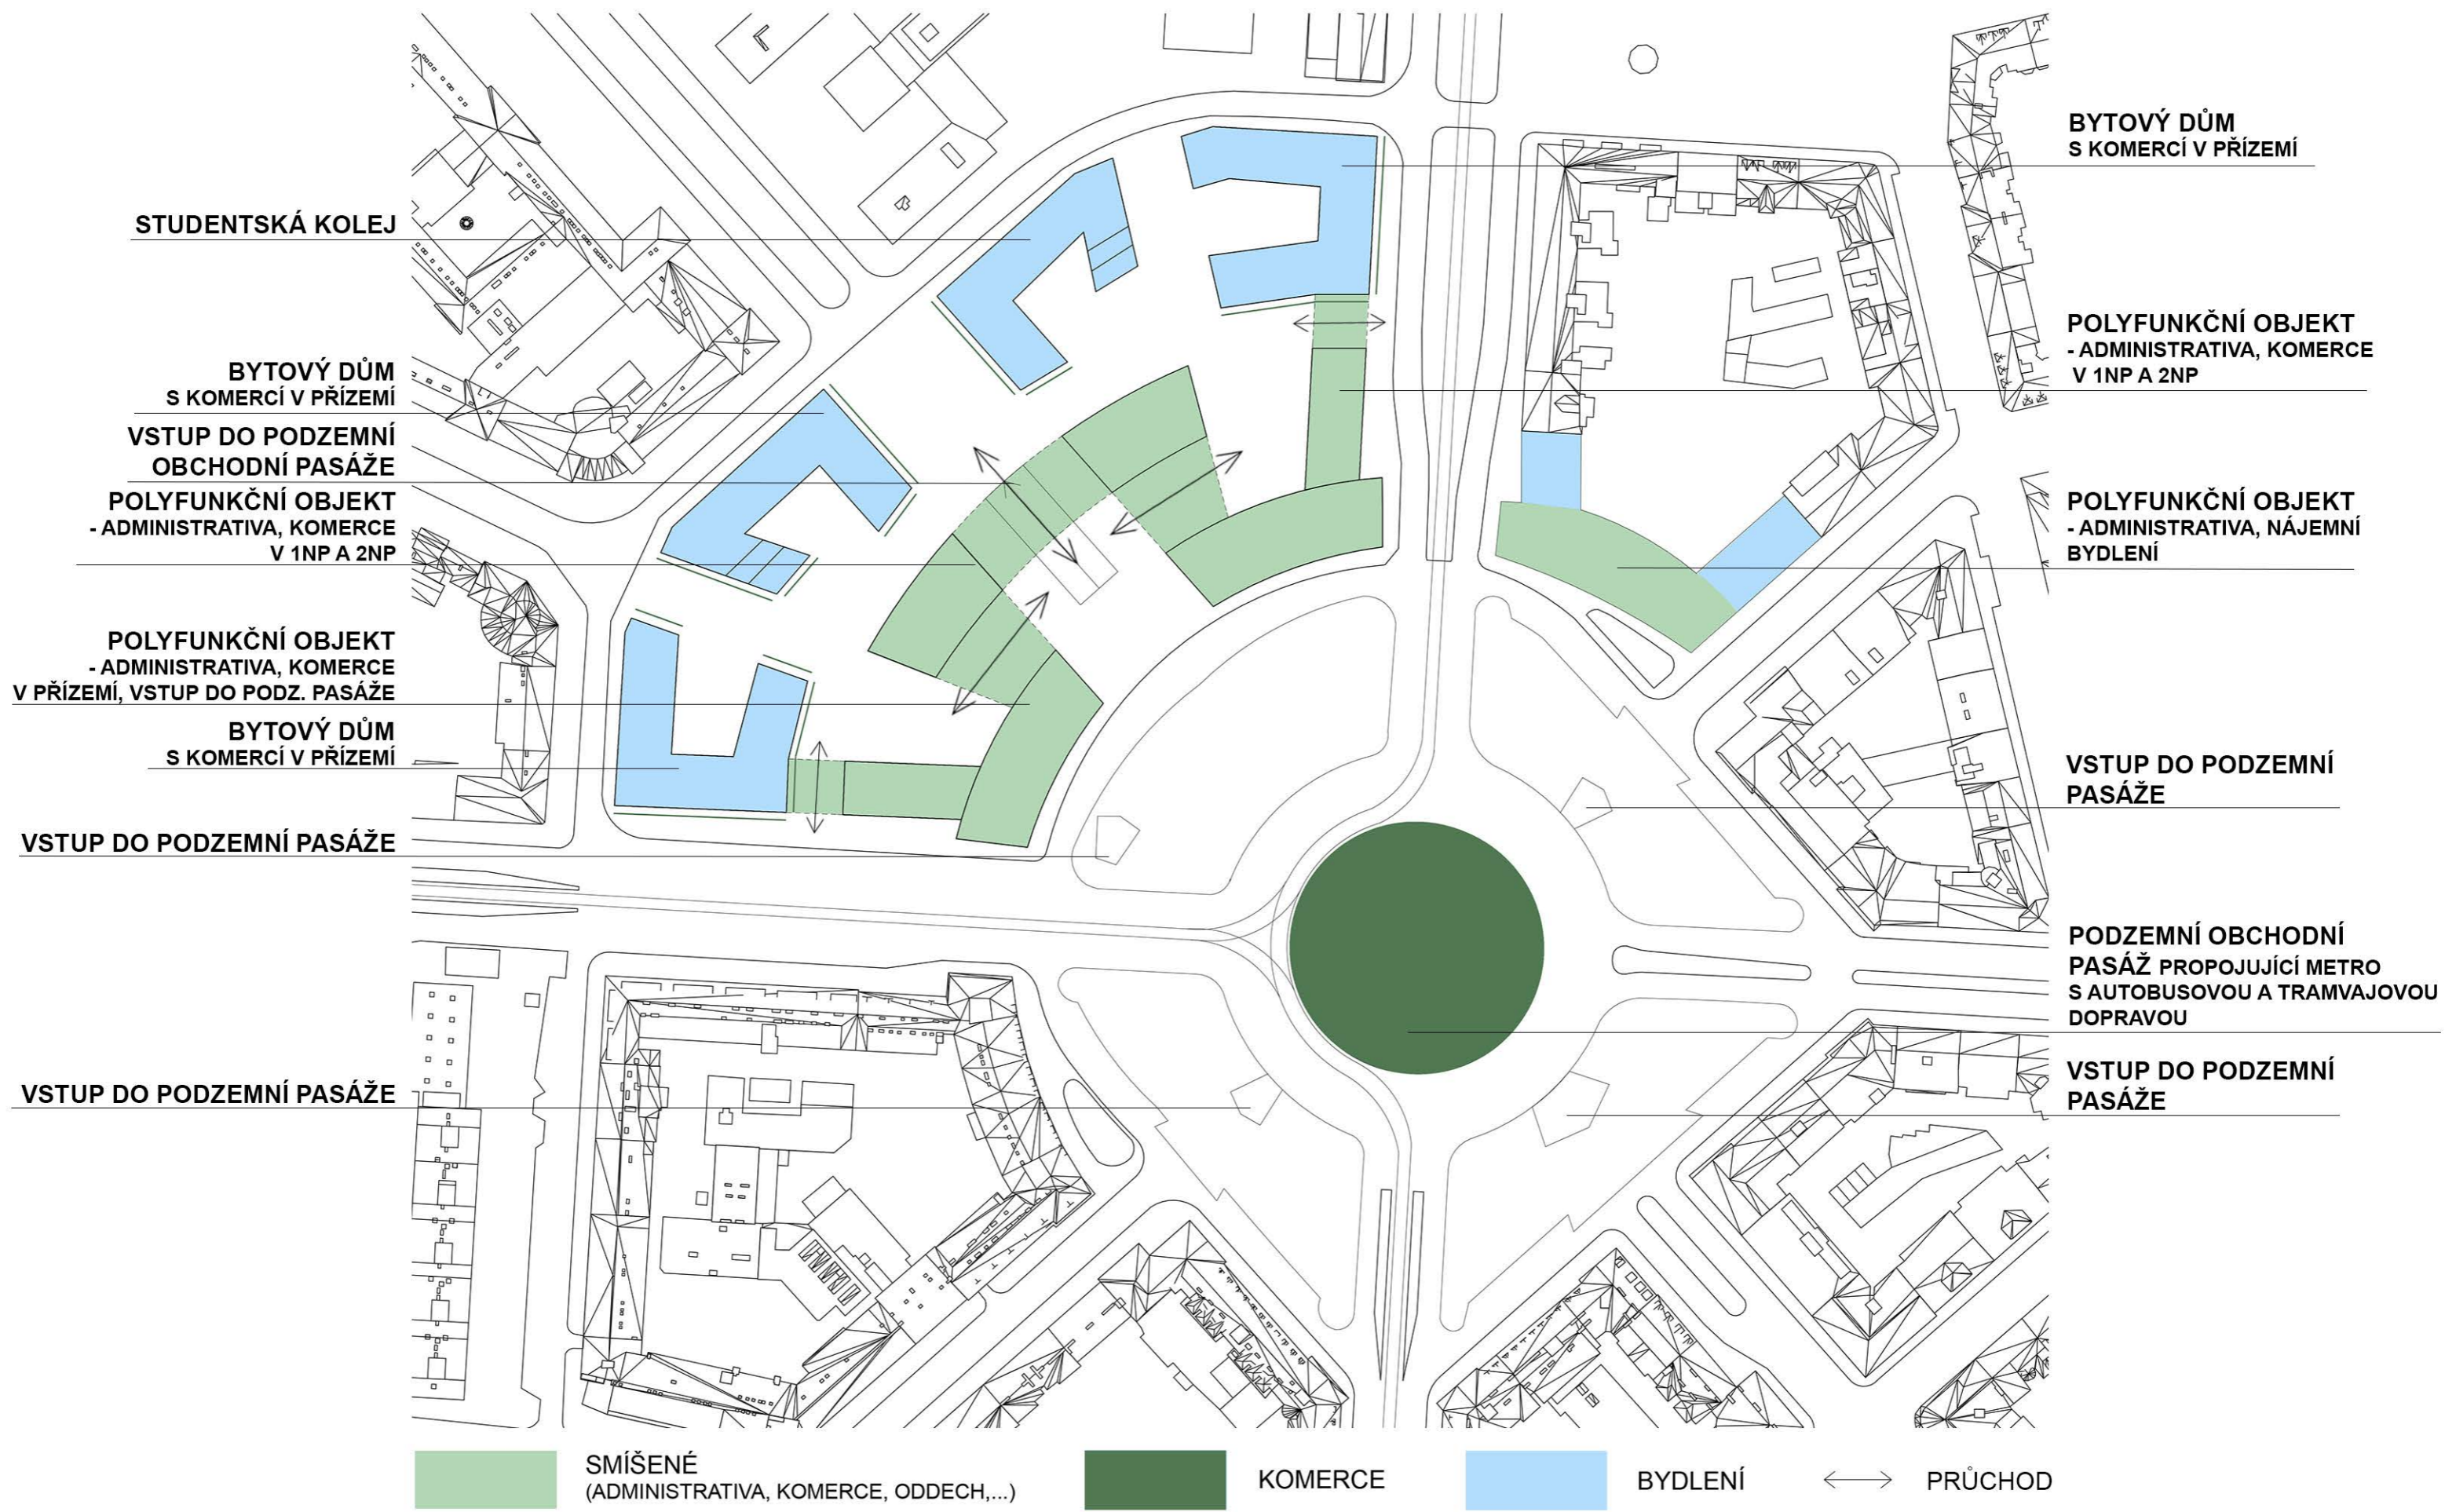 STUDENTSKÁ KOLEJ
BYTOVÝ DŮM
S KOMERCÍ V PŘÍZEMÍ
VSTUP DO PODZEMNÍ
OBCHODNÍ PASÁŽE
POLYFUNKČNÍ OBJEKT
- ADMINISTRATIVA, KOMERCE
V 1NP A 2NP
POLYFUNKČNÍ OBJEKT
- ADMINISTRATIVA, KOMERCE
V PŘÍZEMÍ, VSTUP DO PODZ. PASÁŽE
BYTOVÝ DŮM
S KOMERCÍ V PŘÍZEMÍ
VSTUP DO PODZEMNÍ PASÁŽE
VSTUP DO PODZEMNÍ PASÁŽE
BYTOVÝ DŮM
S KOMERCÍ V PŘÍZEMÍ
POLYFUNKČNÍ OBJEKT
- ADMINISTRATIVA, KOMERCE
V 1NP A 2NP
POLYFUNKČNÍ OBJEKT
- ADMINISTRATIVA, NÁJEMNÍ
BYDLENÍ
VSTUP DO PODZEMNÍ
PASÁŽE
PODZEMNÍ OBCHODNÍ
PASÁŽ PROPOJUJÍCÍ METRO
S AUTOBUSOVOU A TRAMVAJOVOU
DOPRAVOU
VSTUP DO PODZEMNÍ
PASÁŽE
SMÍŠENÉ
(ADMINISTRATIVA, KOMERCE, ODDECH,...)
KOMERCE
BYDLENÍ
PRŮCHOD